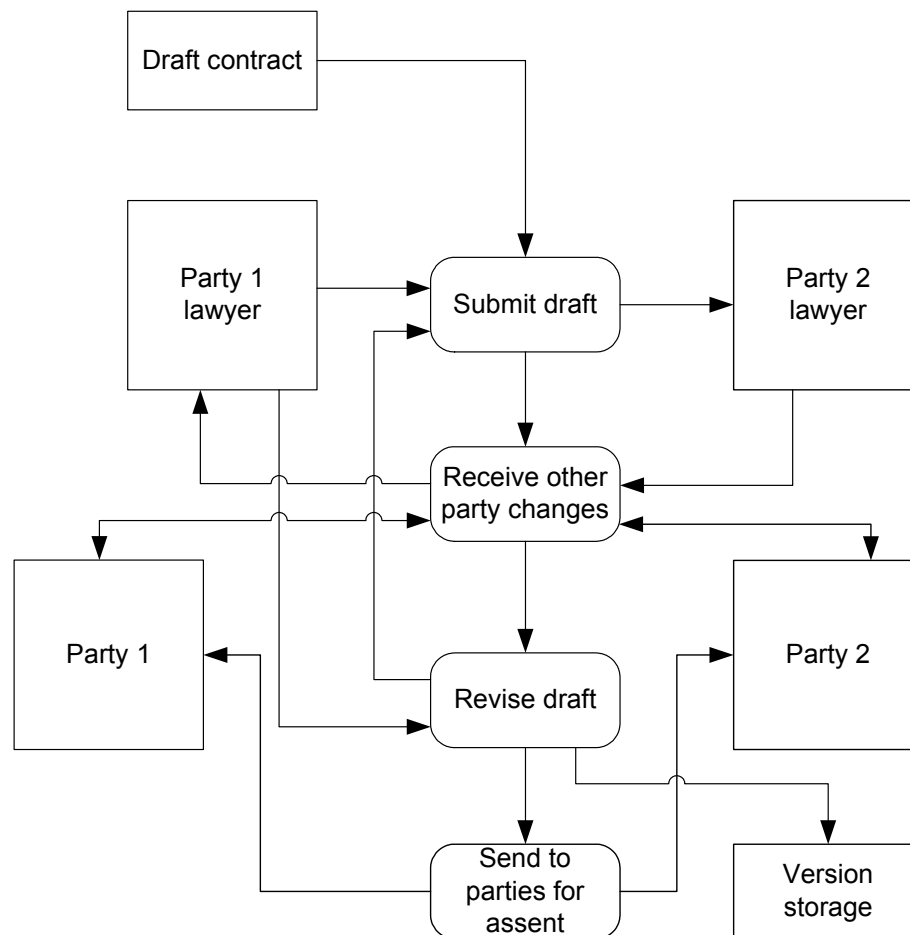 Draft contract
Party 1
lawyer
Submit draft
Party 2
lawyer
Receive other
party changes
Party 1
Party 2
Revise draft
Send to
parties for
assent
Version
storage